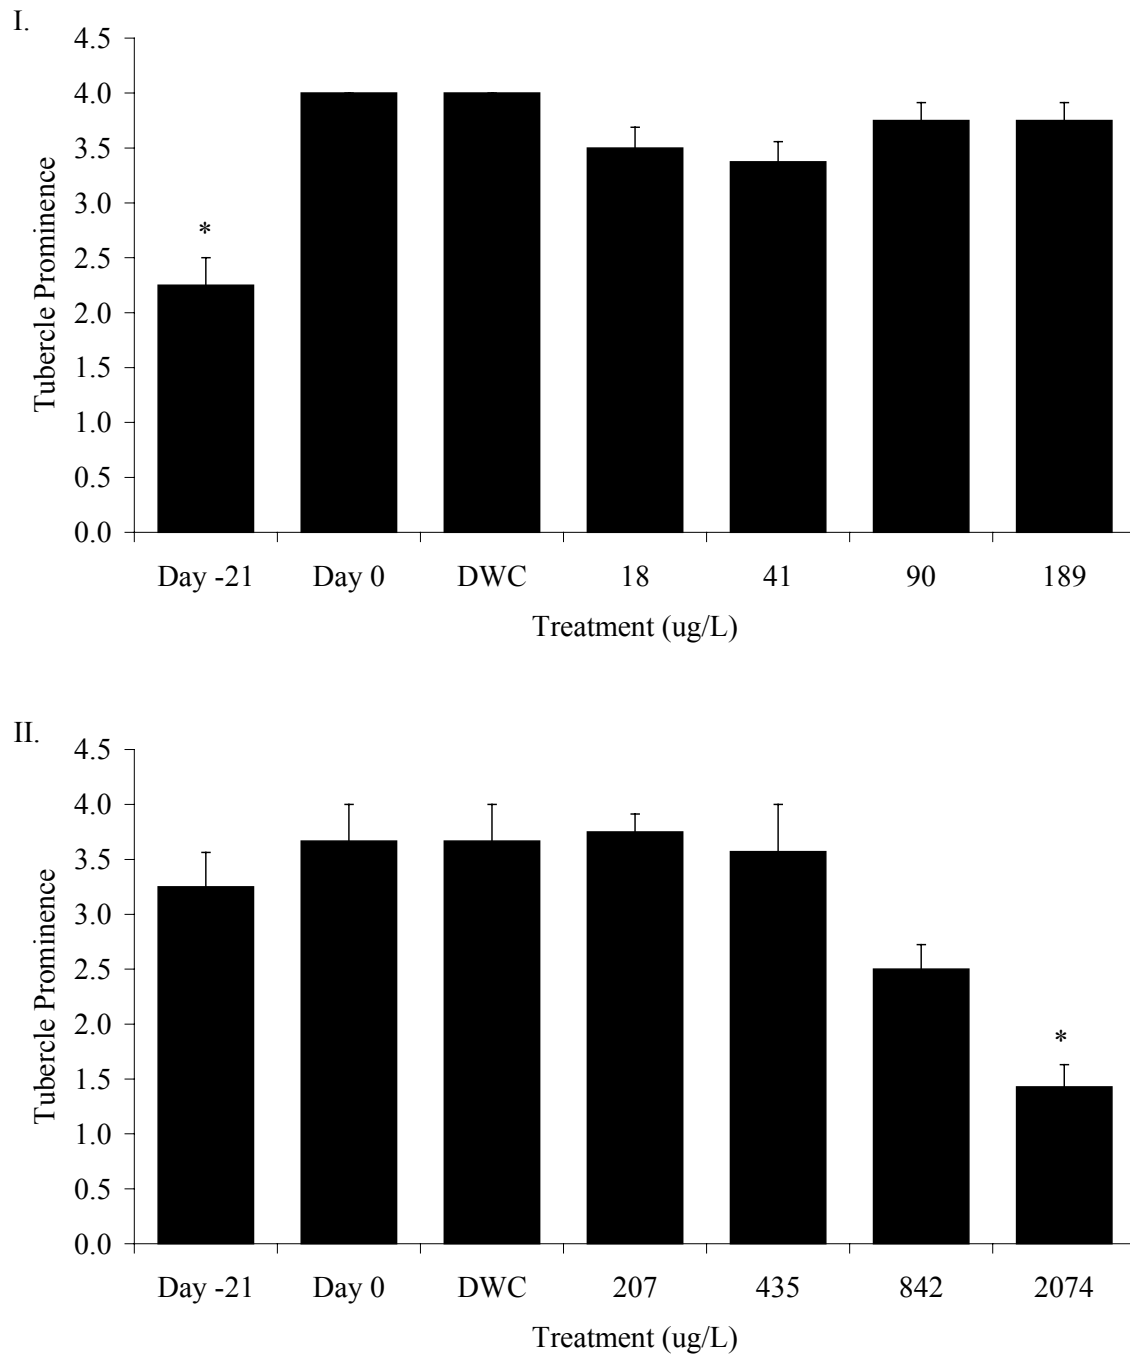 I.
4.5
4.0
3.5
3.0
2.5
2.0
1.5
1.0
0.5
0.0
Tubercle Prominence
*
Day -21 Day 0 DWC 18 41 90 189
Treatment (ug/L)
II.
4.5
4.0
3.5
3.0
2.5
2.0
1.5
1.0
0.5
0.0
Tubercle Prominence
*
Day -21 Day 0 DWC 207 435 842 2074
Treatment (ug/L)